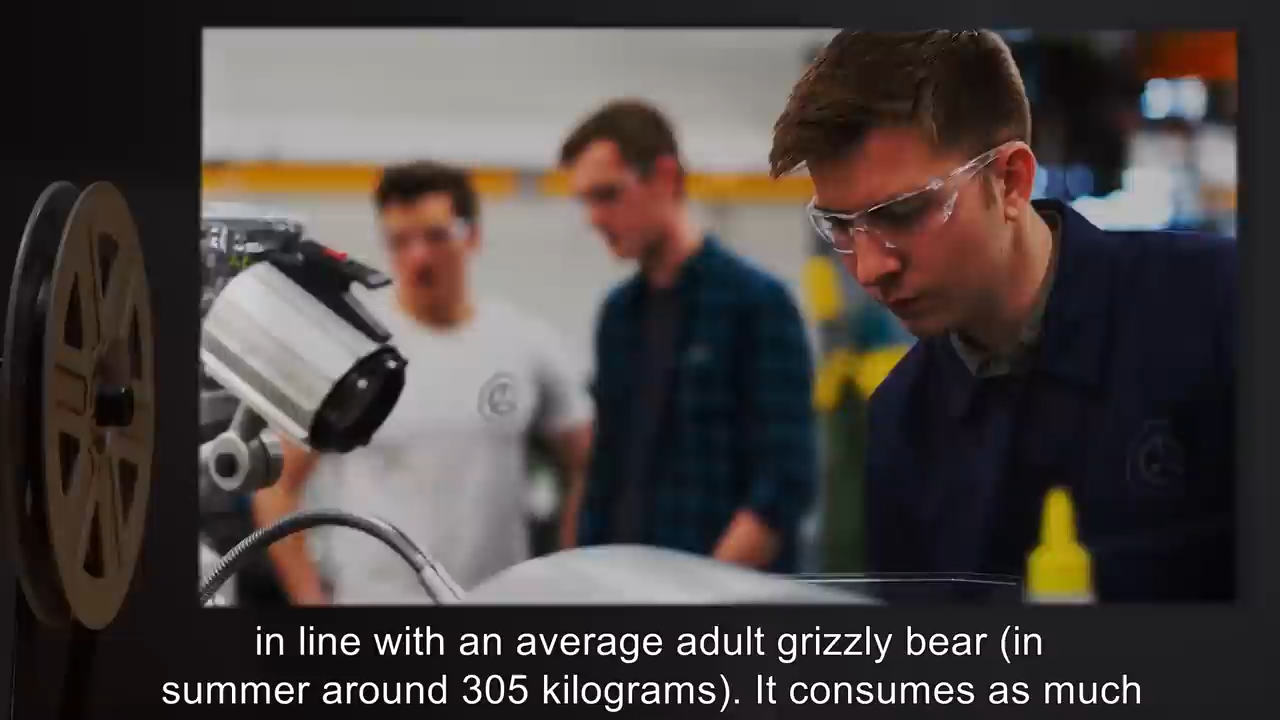 in line with an average adult grizzly bear (in
summer around 305 kilograms). It consumes as much